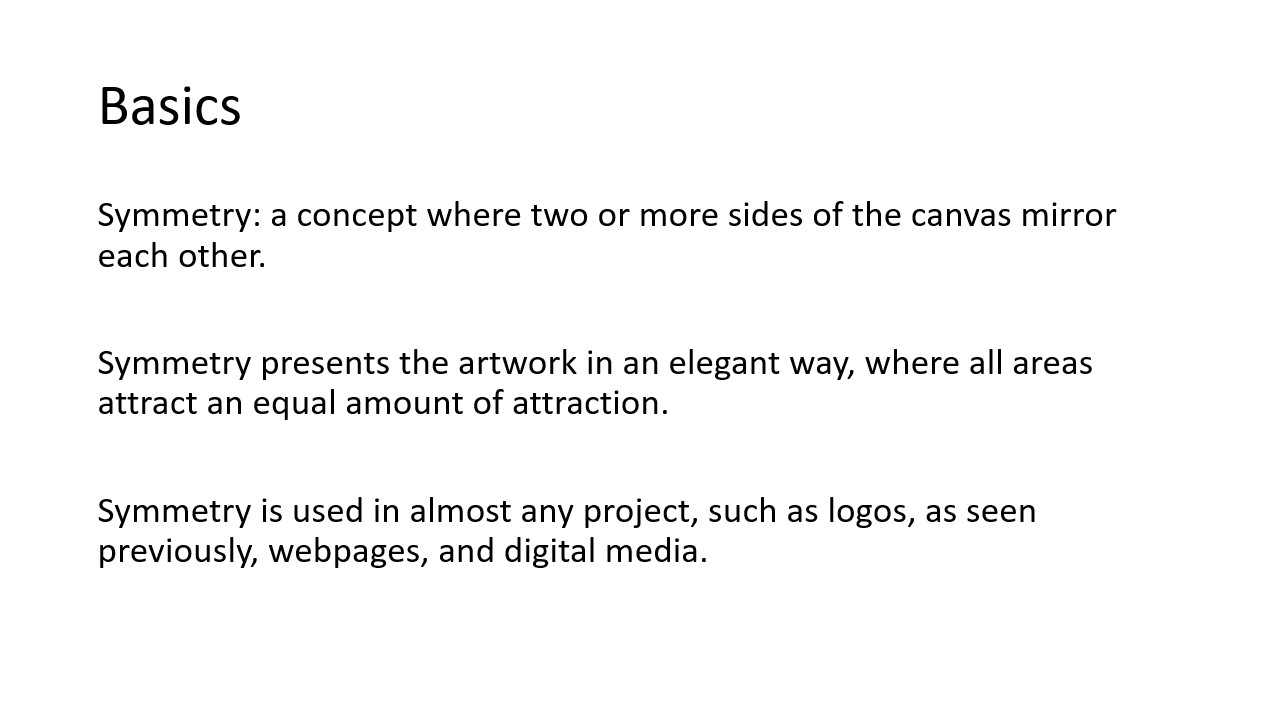 Basics
Symmetry: a concept where two or more sides of the canvas mirror
each other.
Symmetry presents the artwork in an elegant way, where all areas
attract an equal amount of attraction.
Symmetry is used in almost any project, such as logos, as seen
previously, webpages, and digital media.